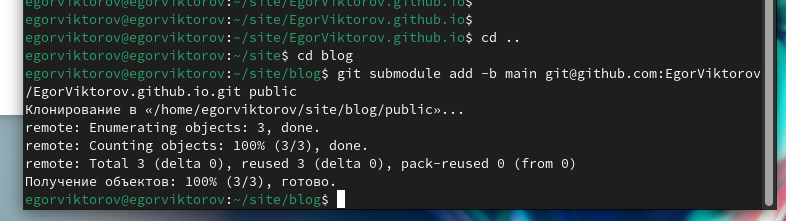 egorviktorov@egorviktorov:~/site/EgorViktorov.github.io$
egorviktorov@egorviktorov:~/site/EgorViktorov.github.io$
egorviktorov@egorviktorov:~/site/EgorViktorov.github.io$ cd ..
egorviktorov@egorviktorov:~/site$ cd blog
egorviktorov@egorviktorov:~/site/blog$ git submodule add -b main git@github.com:EgorViktorov
/EgorViktorov.github.io.git public
Клонирование в «/home/egorviktorov/site/blog/public»...
remote: Enumerating objects: 3, done.
remote: Counting objects: 100% (3/3), done.
remote: Total 3 (delta 0), reused 3 (delta 0), pack-reused 0 (from 0)
Получение объектов: 100% (3/3), готово.
egorviktorov@egorviktorov:~/site/blog$